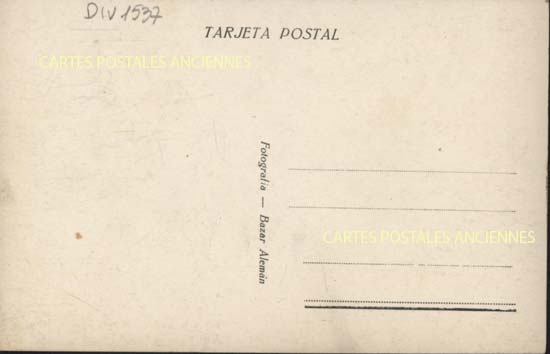 DIV 1537
TARJETA POSTAL
CARTES POSTALES ANCIENNES
Fotografia — Bazar Alemán
CARTES POSTALES ANCIENNES